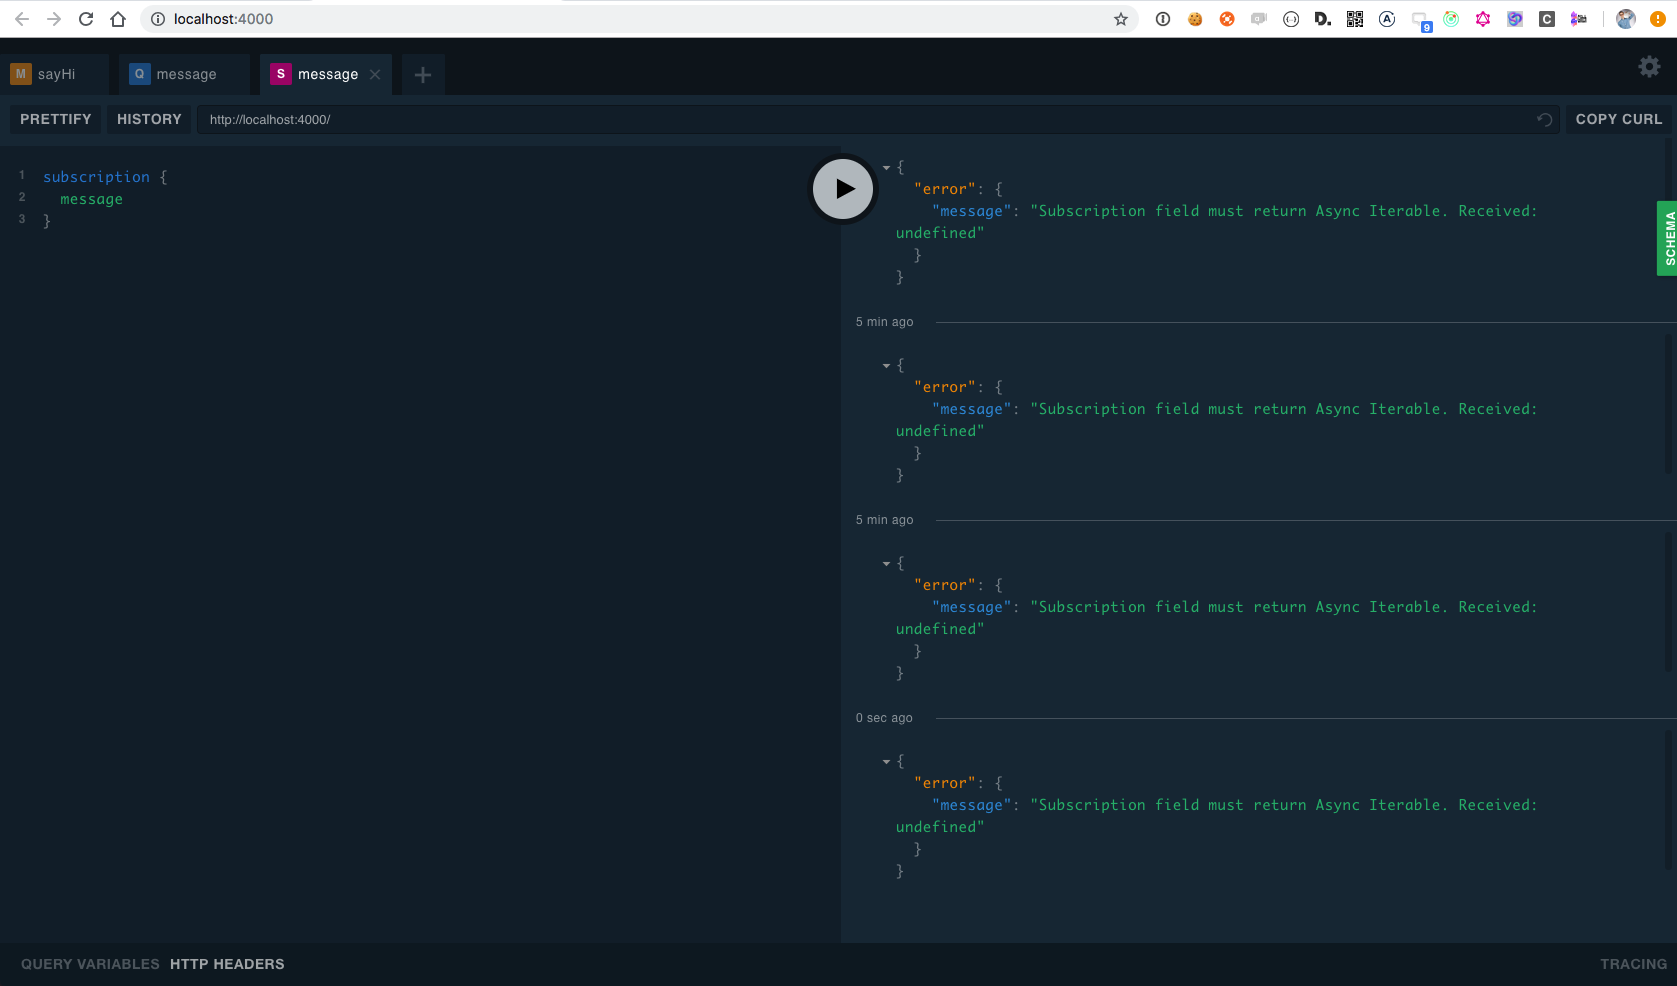 localhost:4000
9
M sayHi
Q message
S message
PRETTIFY
HISTORY
http://localhost:4000/
COPY CURL
1 subscription {
2 message
3 }
{
"error": {
"message": "Subscription field must return Async Iterable. Received:
undefined"
}
}
5 min ago
{
"error": {
"message": "Subscription field must return Async Iterable. Received:
undefined"
}
}
5 min ago
{
"error": {
"message": "Subscription field must return Async Iterable. Received:
undefined"
}
}
0 sec ago
{
"error": {
"message": "Subscription field must return Async Iterable. Received:
undefined"
}
}
SCHEMA
QUERY VARIABLES HTTP HEADERS
TRACING